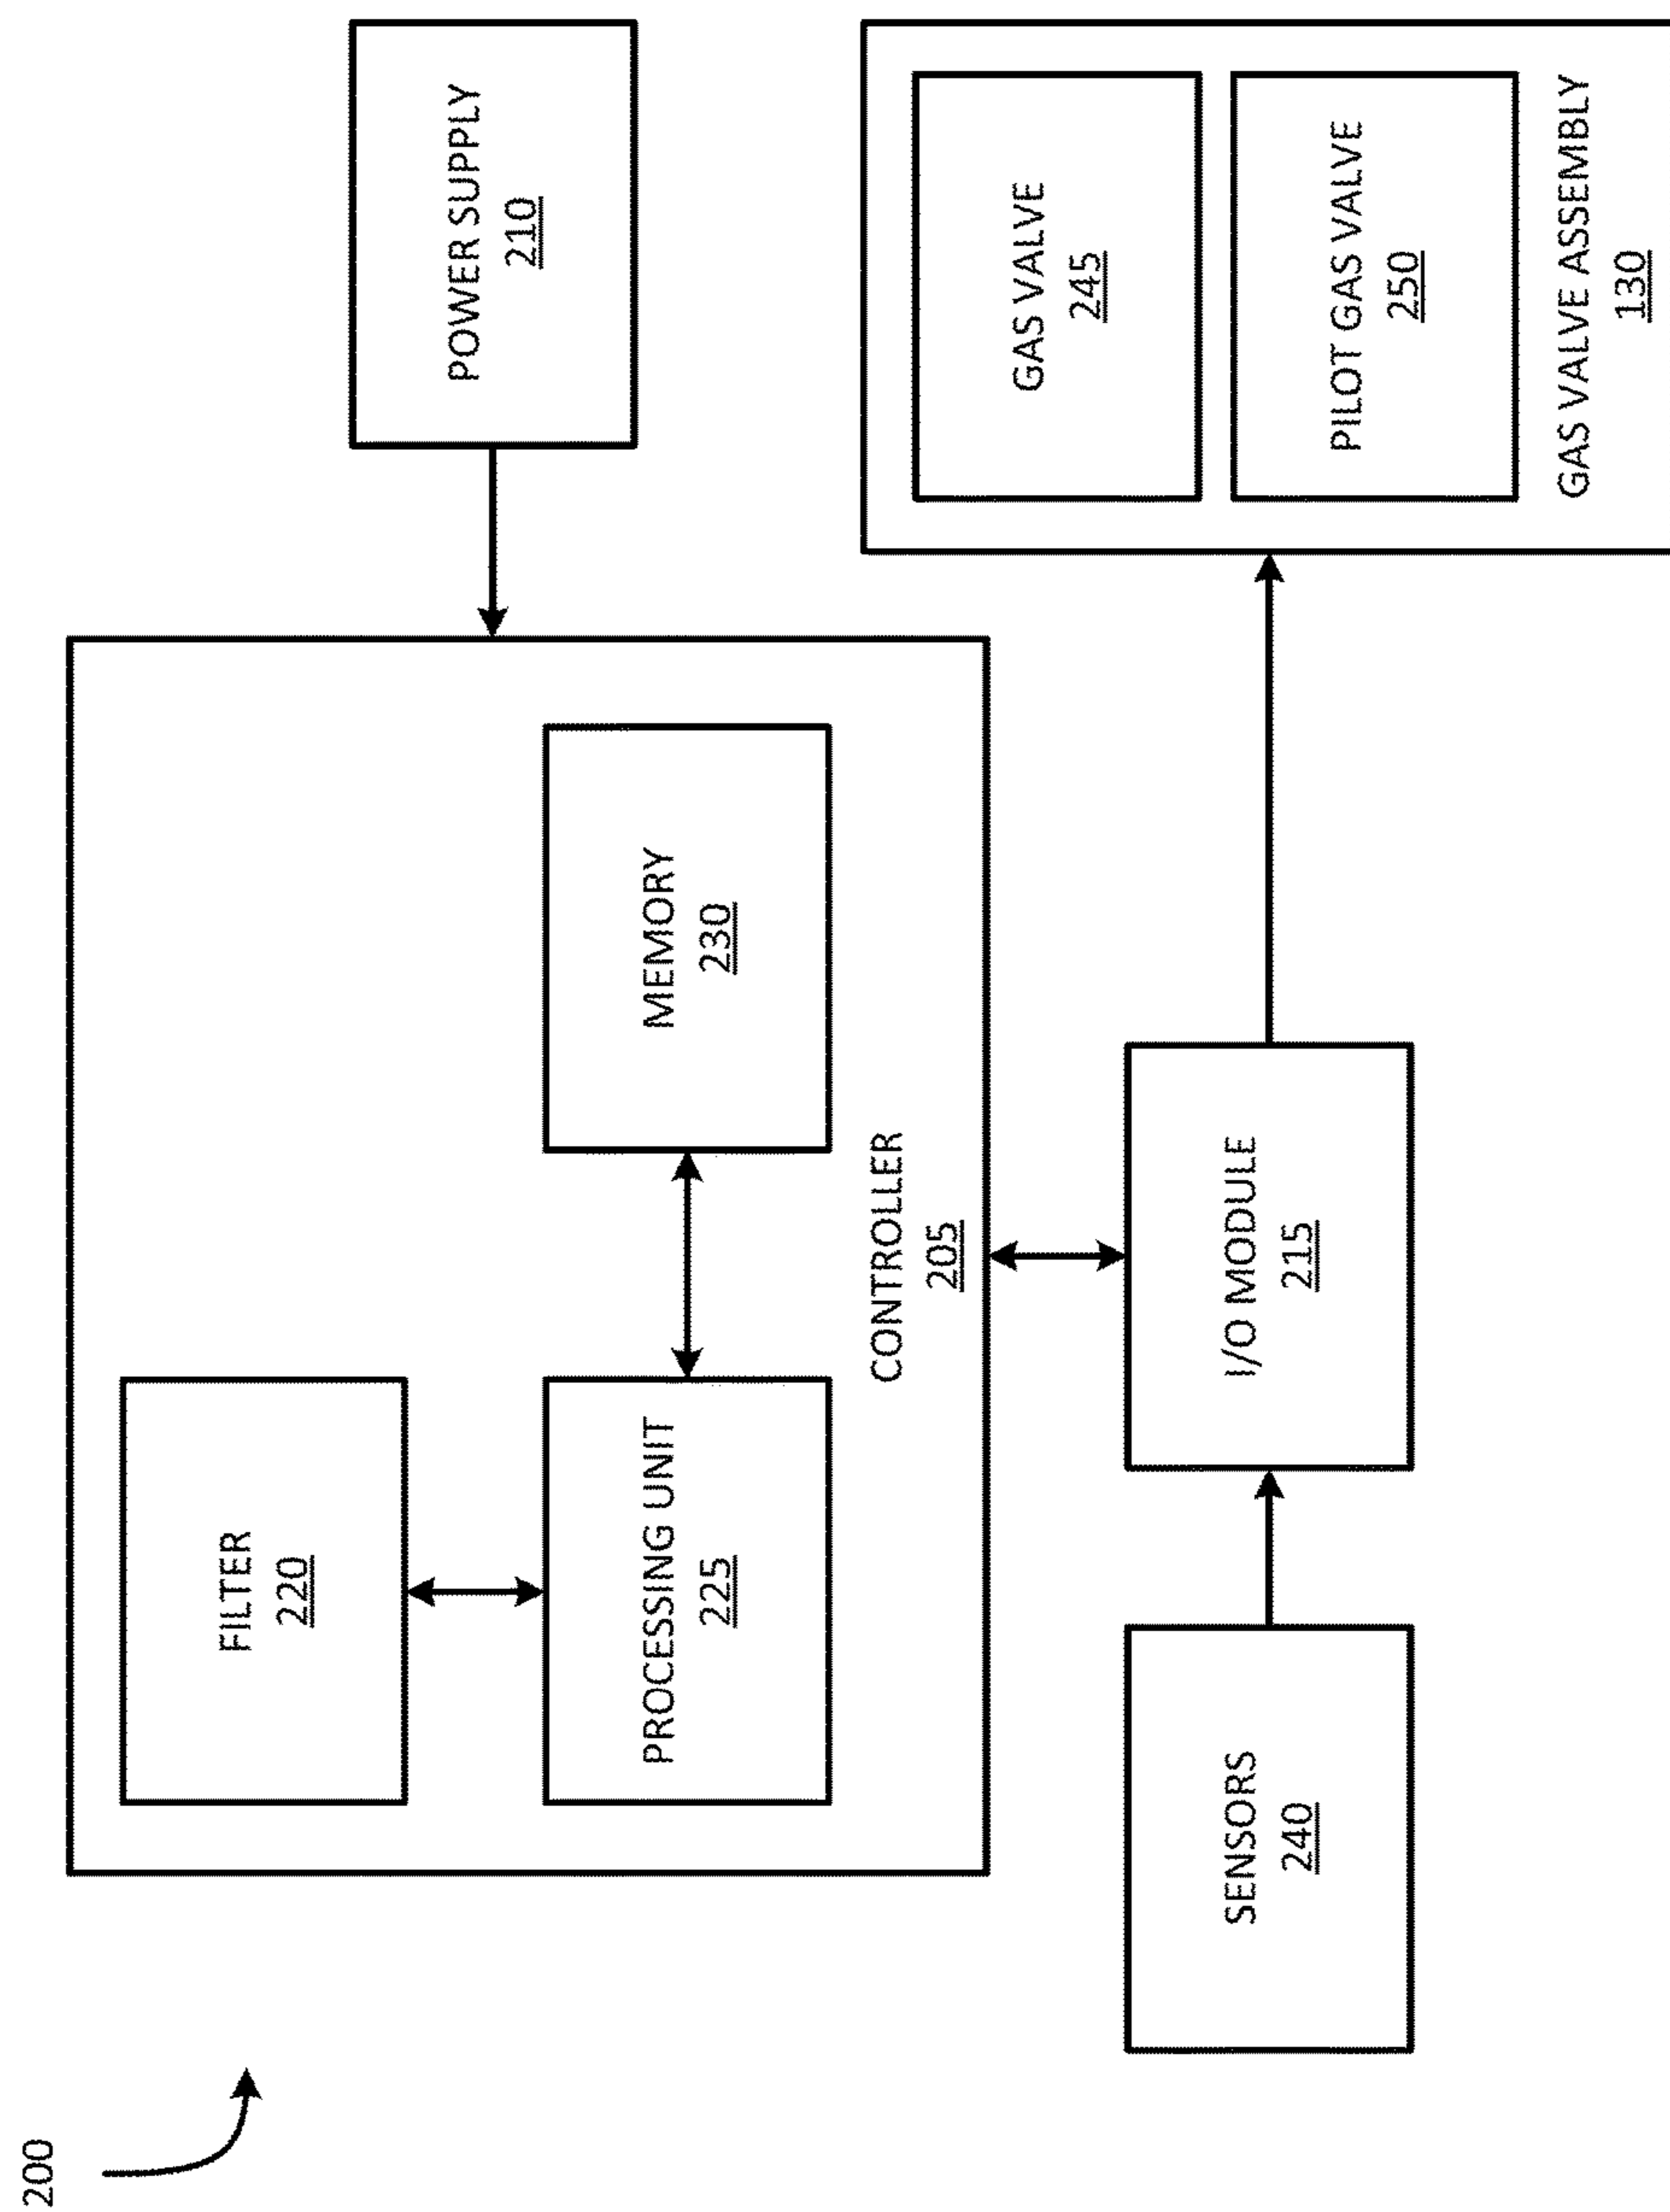 200
FILTER
220
PROCESSING UNIT
225
MEMORY
230
CONTROLLER
205
POWER SUPPLY
210
SENSORS
240
I/O MODULE
215
GAS VALVE
245
PILOT GAS VALVE
250
GAS VALVE ASSEMBLY
130